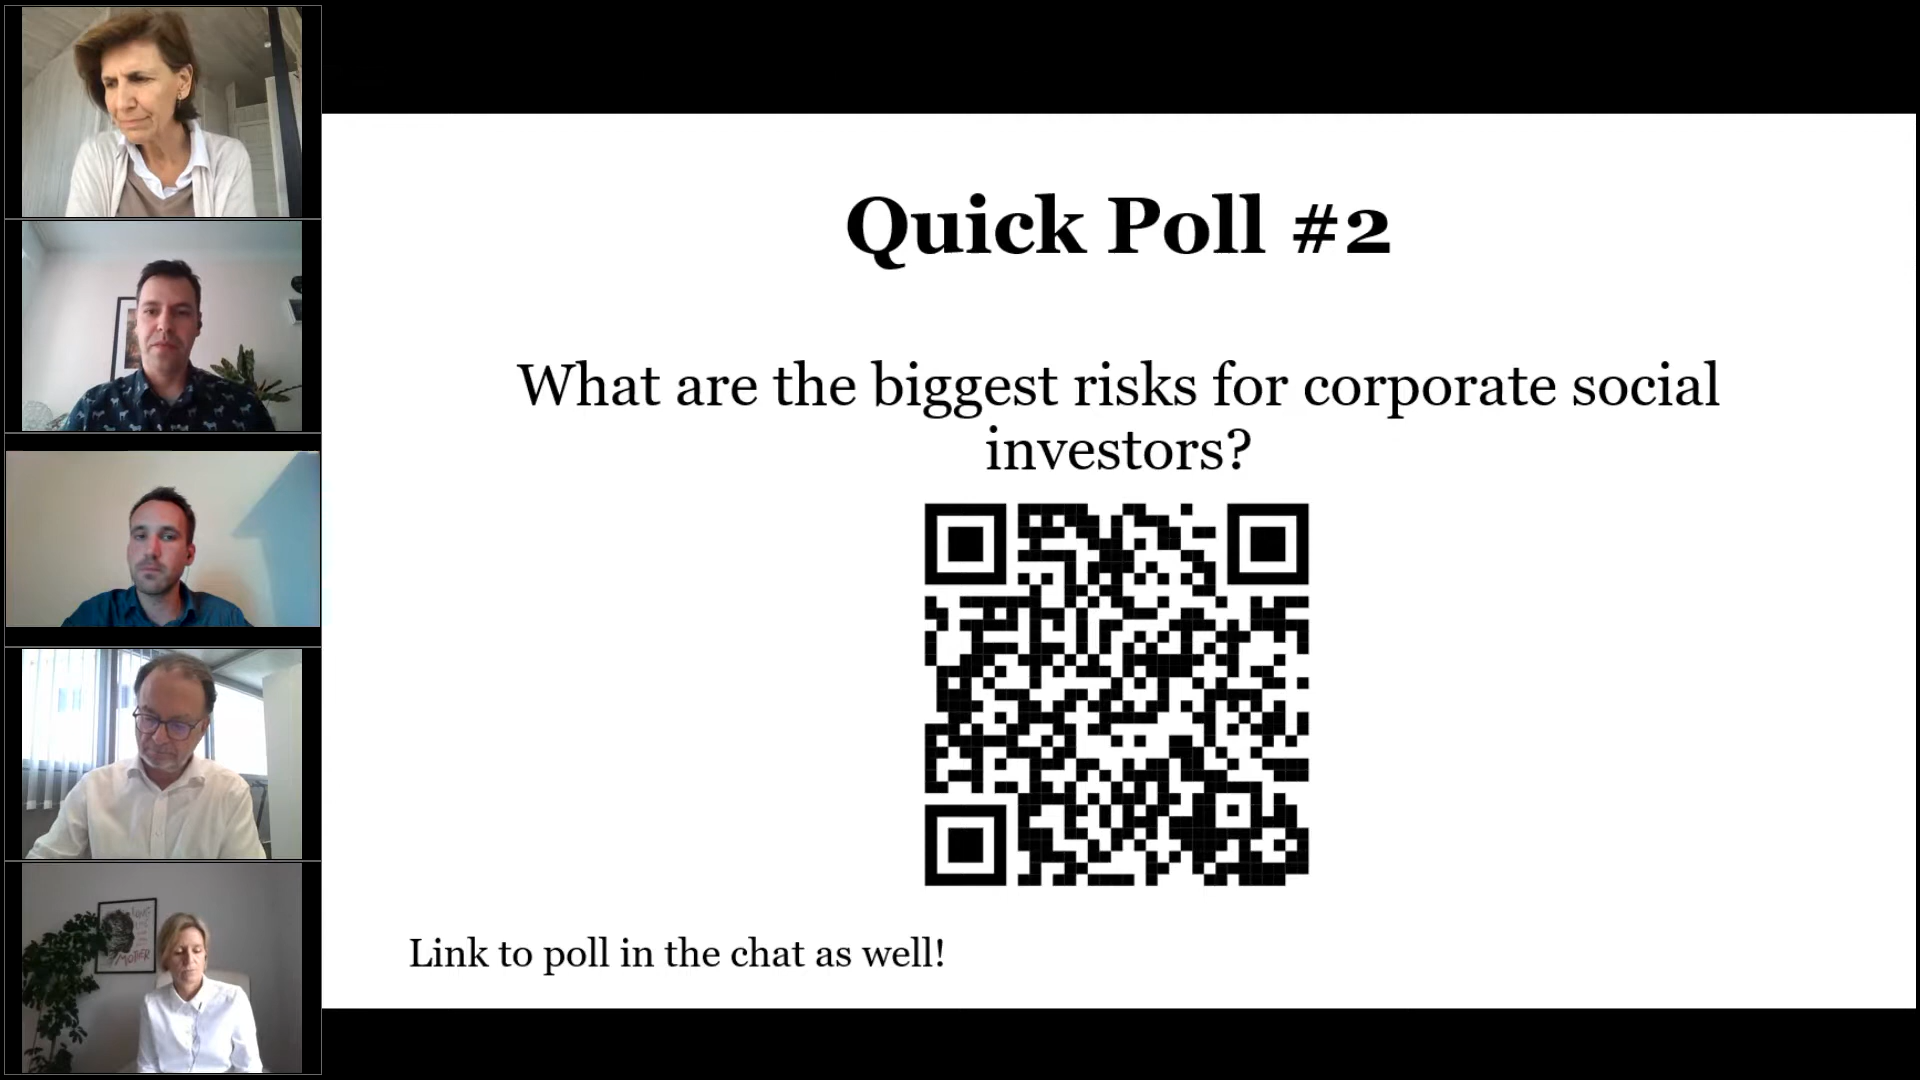 Quick Poll #2
What are the biggest risks for corporate social
investors?
Link to poll in the chat as well!
MOTHER